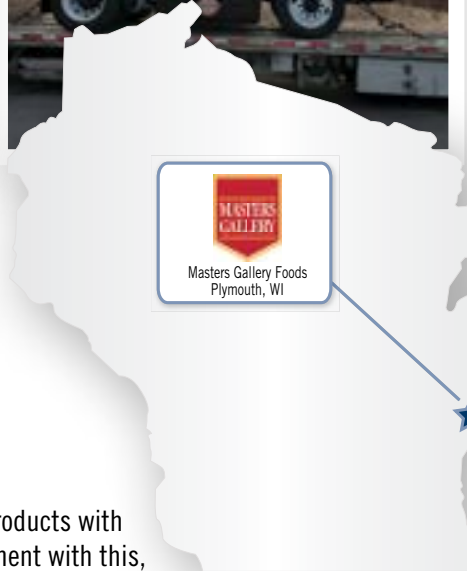 MASTERS
GALLERY
Masters Gallery Foods
Plymouth, WI
roducts with
nent with this,